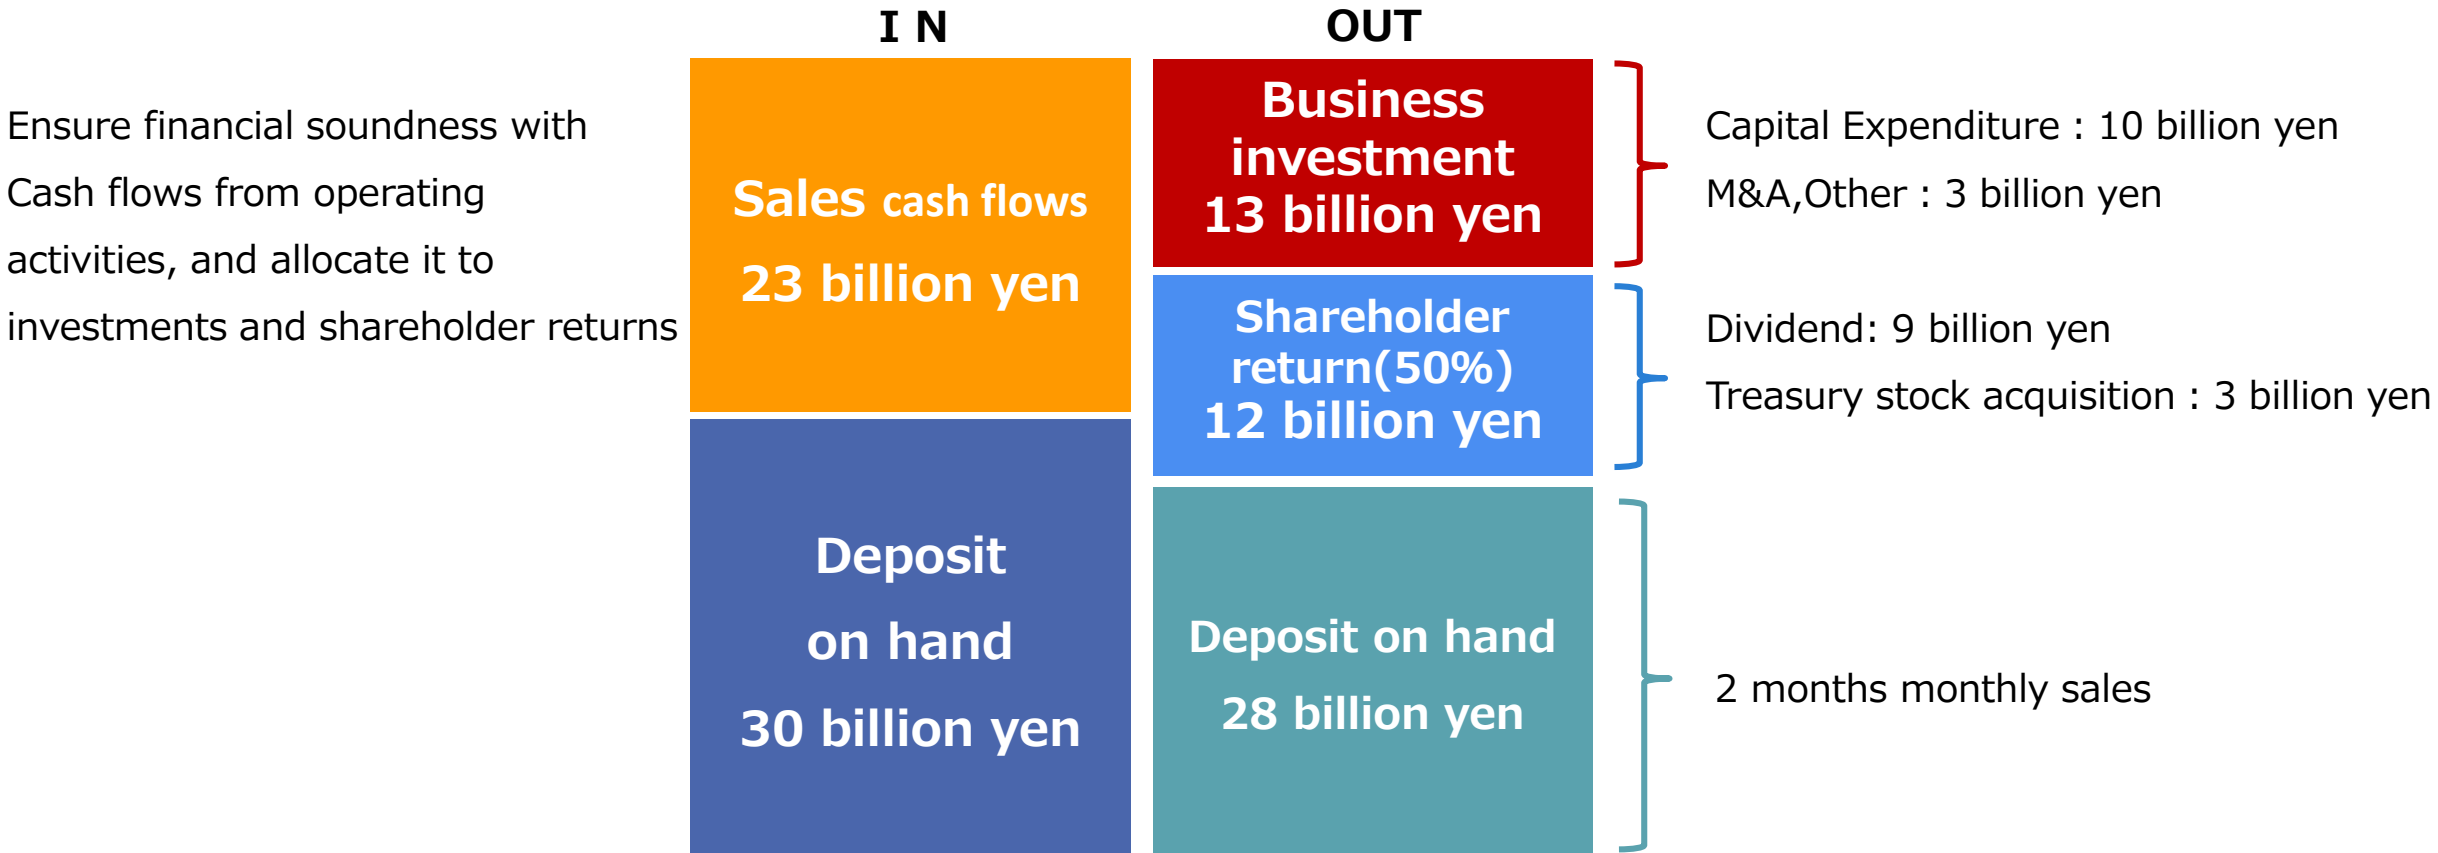 I N
OUT
Ensure financial soundness with
Cash flows from operating
activities, and allocate it to
investments and shareholder returns
Sales cash flows
23 billion yen
Deposit
on hand
30 billion yen
Business
investment
13 billion yen
Shareholder
return(50%)
12 billion yen
Deposit on hand
28 billion yen
Capital Expenditure : 10 billion yen
M&A,Other : 3 billion yen
Dividend: 9 billion yen
Treasury stock acquisition : 3 billion yen
2 months monthly sales